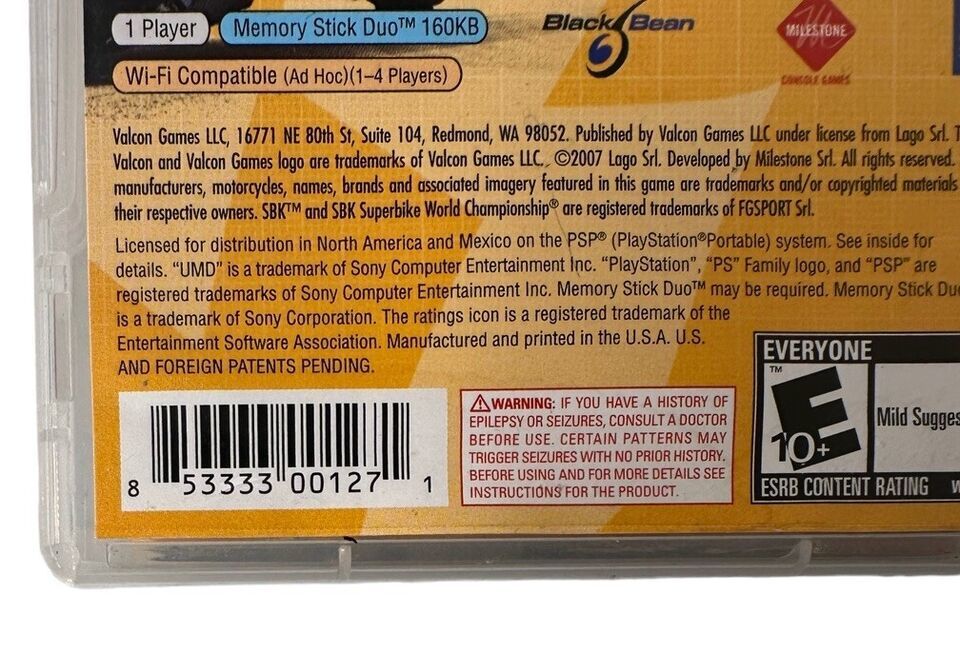 1 Player
Memory Stick Duo™ 160KB
Black Bean
MILESTONE
CONSOLE GAMES
Wi-Fi Compatible (Ad Hoc)(1–4 Players)
Valcon Games LLC, 16771 NE 80th St, Suite 104, Redmond, WA 98052. Published by Valcon Games LLC under license from Lago Srl.
Valcon and Valcon Games logo are trademarks of Valcon Games LLC. ©2007 Lago Srl. Developed by Milestone Srl. All rights reserved.
manufacturers, motorcycles, names, brands and associated imagery featured in this game are trademarks and/or copyrighted materials
their respective owners. SBK™ and SBK Superbike World Championship® are registered trademarks of FGSPORT Srl.
Licensed for distribution in North America and Mexico on the PSP® (PlayStation®Portable) system. See inside for
details. “UMD” is a trademark of Sony Computer Entertainment Inc. “PlayStation”, “PS” Family logo, and “PSP” are
registered trademarks of Sony Computer Entertainment Inc. Memory Stick Duo™ may be required. Memory Stick Duo
is a trademark of Sony Corporation. The ratings icon is a registered trademark of the
Entertainment Software Association. Manufactured and printed in the U.S.A. U.S.
AND FOREIGN PATENTS PENDING.
8 53333 00127 1
⚠WARNING: IF YOU HAVE A HISTORY OF
EPILEPSY OR SEIZURES, CONSULT A DOCTOR
BEFORE USE. CERTAIN PATTERNS MAY
TRIGGER SEIZURES WITH NO PRIOR HISTORY.
BEFORE USING AND FOR MORE DETAILS SEE
INSTRUCTIONS FOR THE PRODUCT.
EVERYONE
™
E
10+
Mild Sugges
ESRB CONTENT RATING